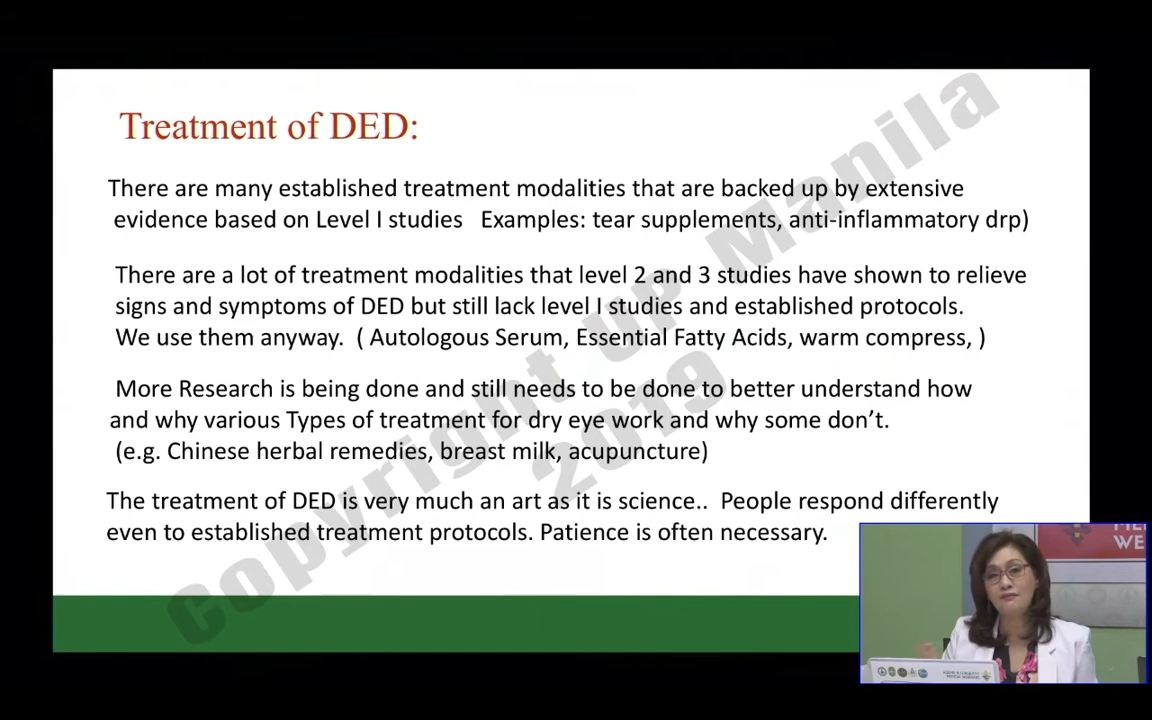 Treatment of DED:
There are many established treatment modalities that are backed up by extensive
evidence based on Level I studies Examples: tear supplements, anti-inflammatory drp)
There are a lot of treatment modalities that level 2 and 3 studies have shown to relieve
signs and symptoms of DED but still lack level I studies and established protocols.
We use them anyway. ( Autologous Serum, Essential Fatty Acids, warm compress, )
More Research is being done and still needs to be done to better understand how
and why various Types of treatment for dry eye work and why some don’t.
(e.g. Chinese herbal remedies, breast milk, acupuncture)
The treatment of DED is very much an art as it is science.. People respond differently
even to established treatment protocols. Patience is often necessary.
Copyright UP Manila
2019
WE